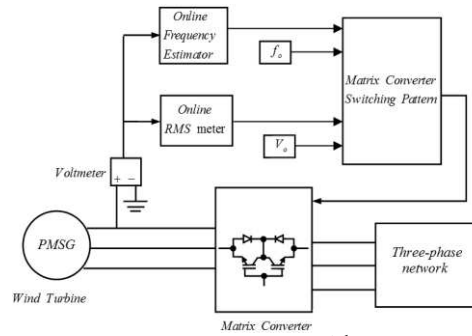 Online
Frequency
Estimator
fo
Matrix Converter
Switching Pattern
Online
RMS meter
Vo
Voltmeter
+ −
PMSG
Three-phase
network
Wind Turbine
Matrix Converter